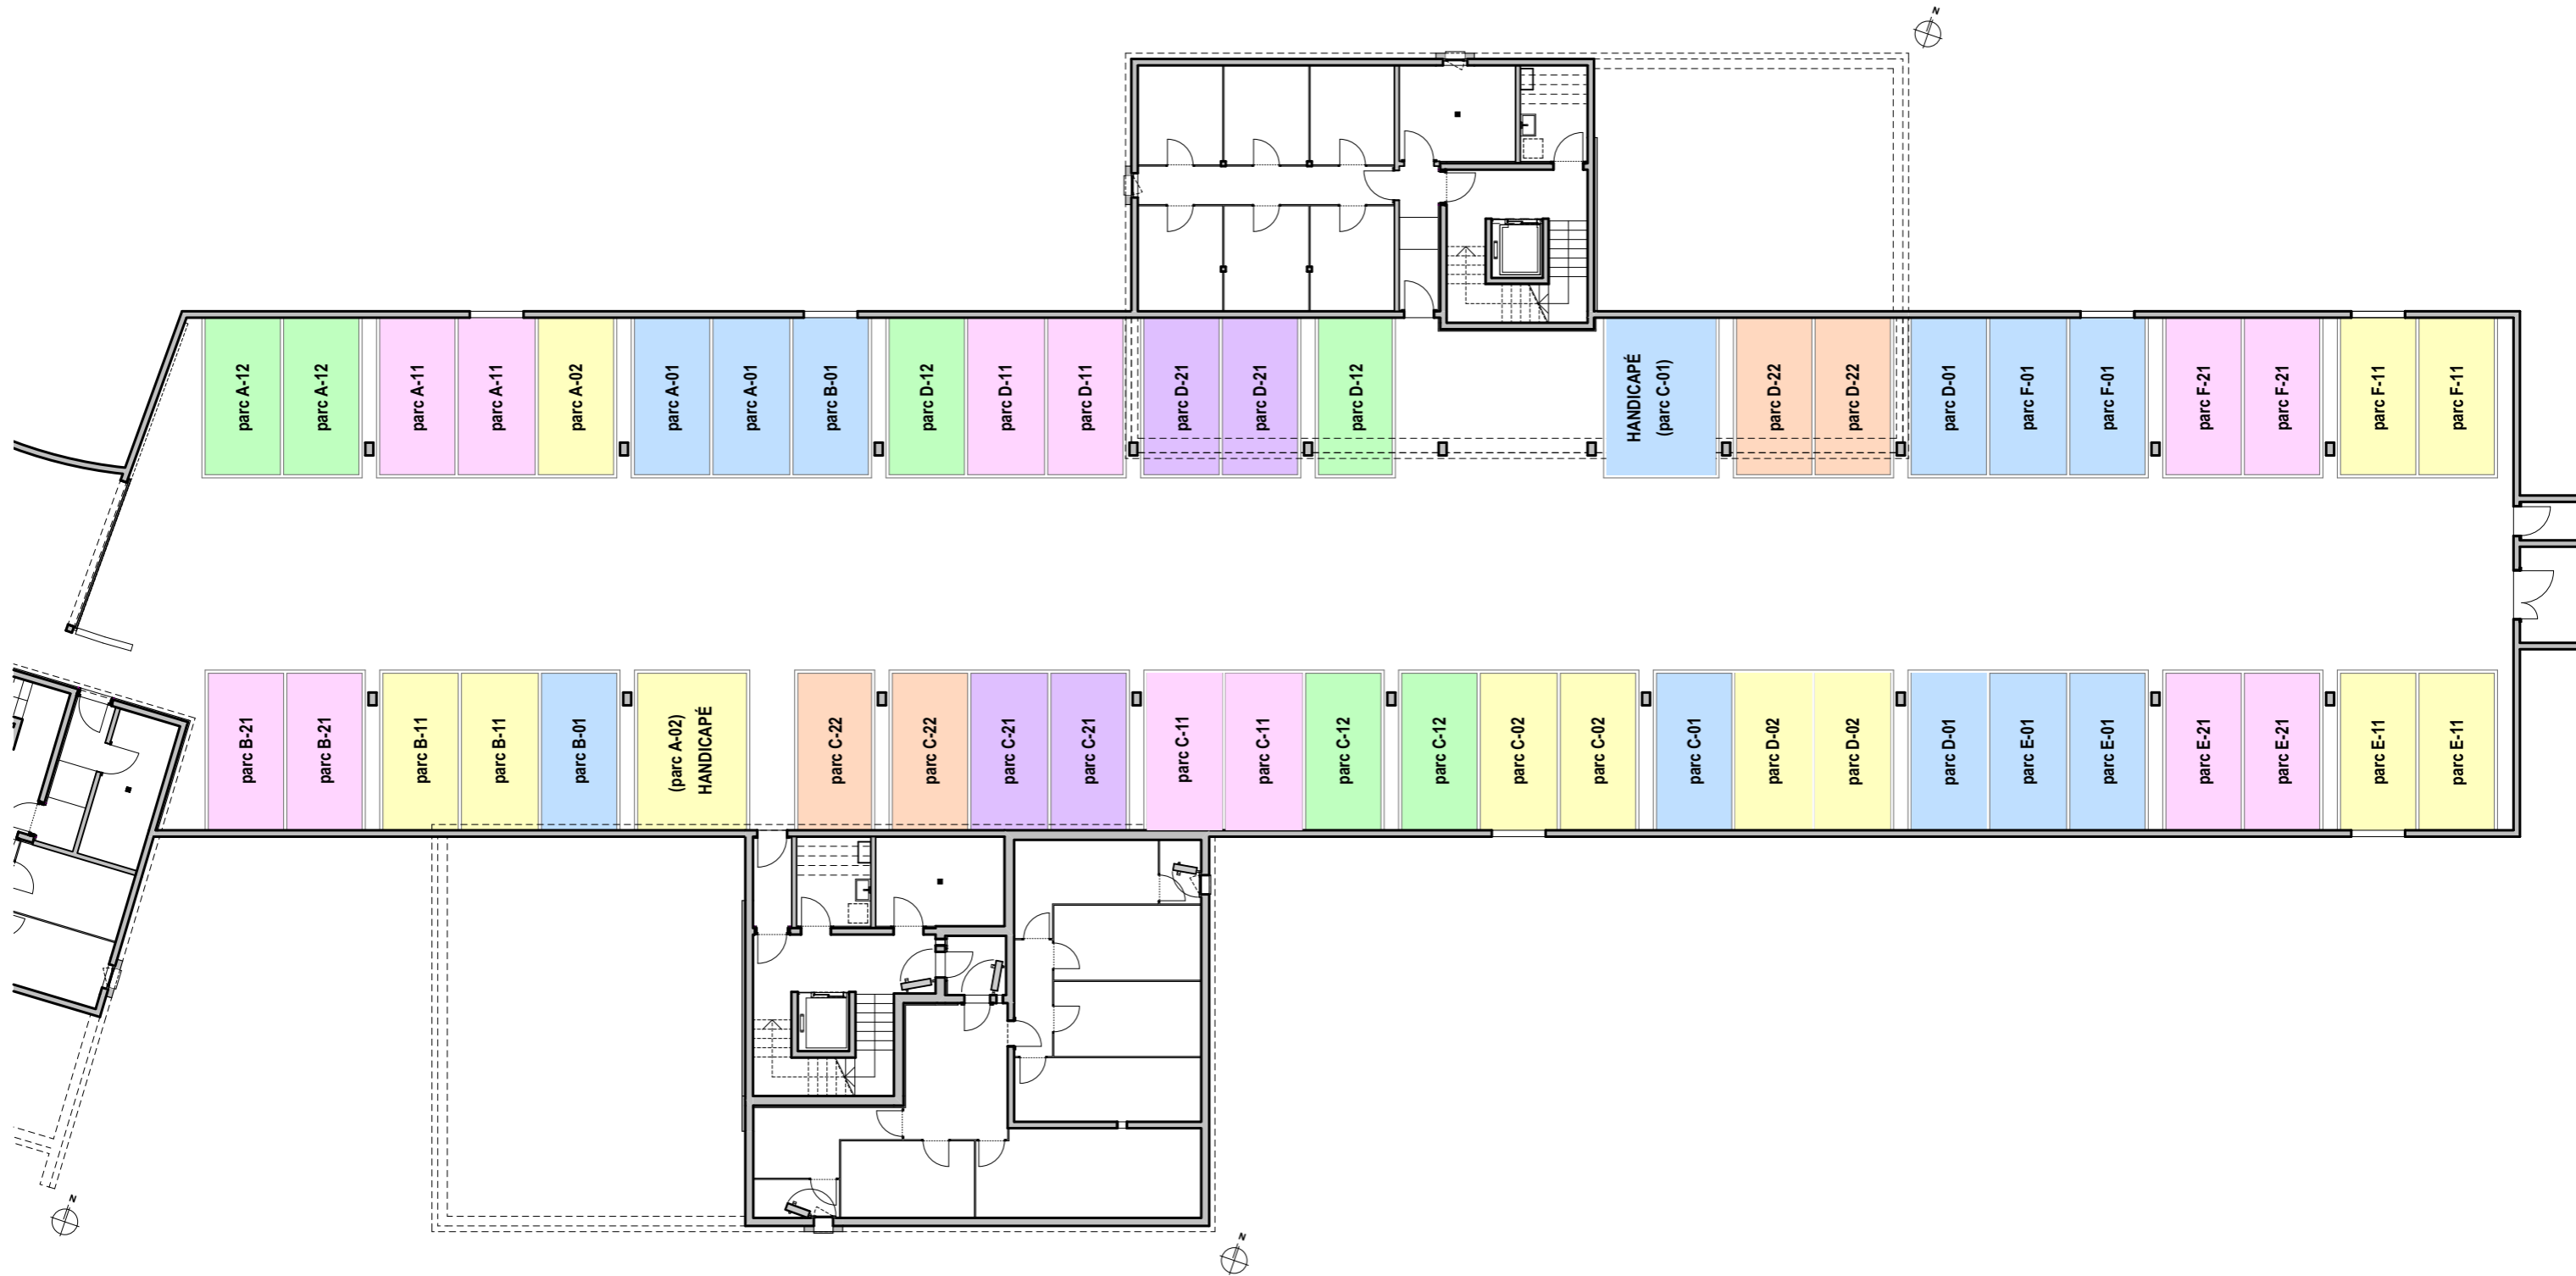 N
parc A-12
parc A-12
parc A-11
parc A-11
parc A-02
parc A-01
parc A-01
parc B-01
parc D-12
parc D-11
parc D-11
parc D-21
parc D-21
parc D-12
HANDICAPÉ
(parc C-01)
parc D-22
parc D-22
parc D-01
parc F-01
parc F-01
parc F-21
parc F-21
parc F-11
parc F-11
parc B-21
parc B-21
parc B-11
parc B-11
parc B-01
(parc A-02)
HANDICAPÉ
parc C-22
parc C-22
parc C-21
parc C-21
parc C-11
parc C-11
parc C-12
parc C-12
parc C-02
parc C-02
parc C-01
parc D-02
parc D-02
parc D-01
parc E-01
parc E-01
parc E-21
parc E-21
parc E-11
parc E-11
N
N